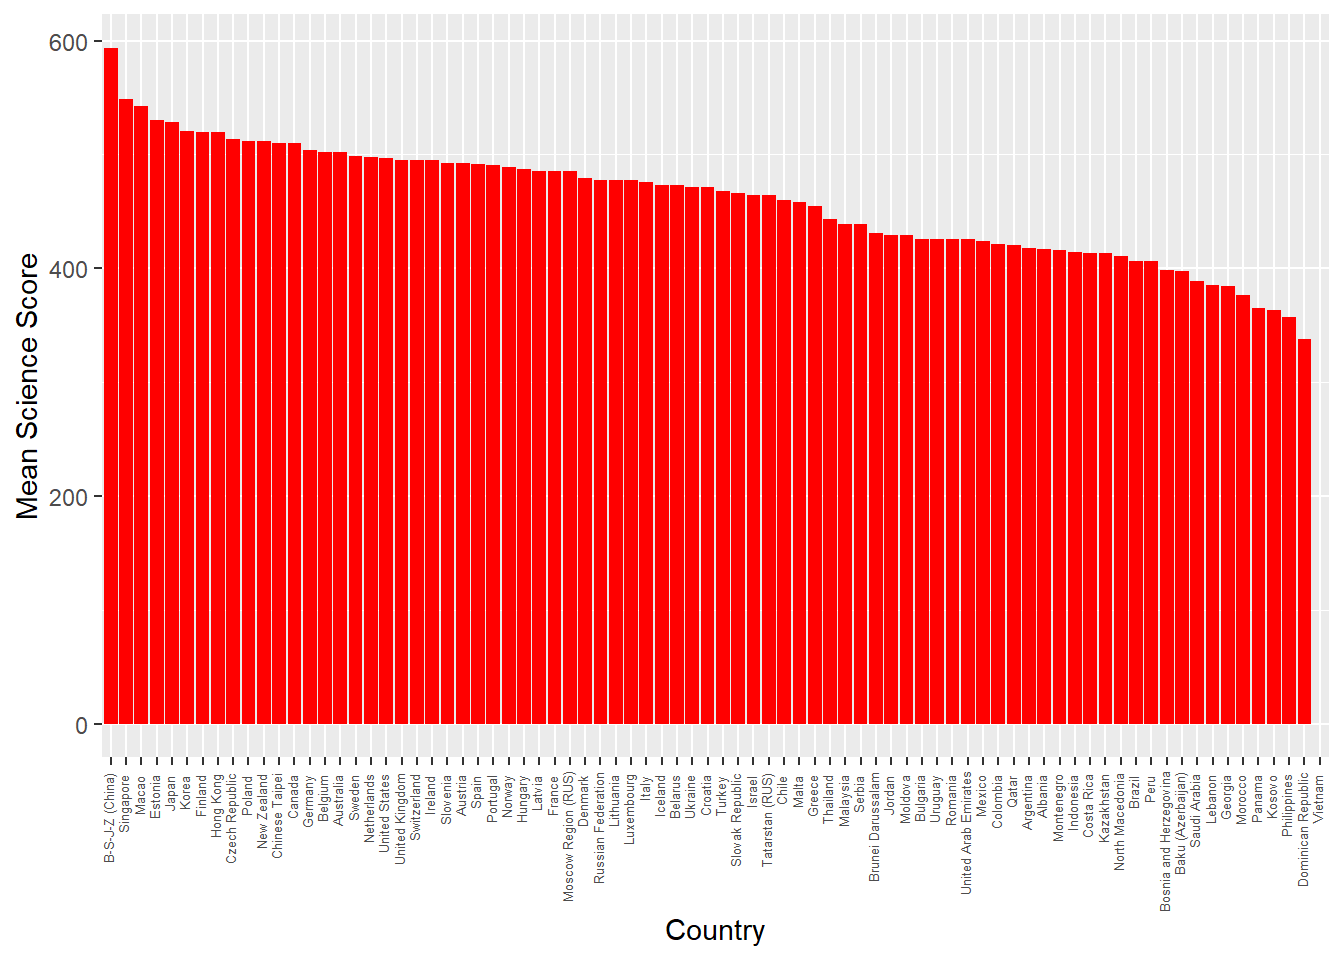 600
400
200
0
Mean Science Score
B-S-J-Z (China)
Singapore
Macao
Estonia
Japan
Korea
Finland
Hong Kong
Czech Republic
Poland
New Zealand
Chinese Taipei
Canada
Germany
Belgium
Australia
Sweden
Netherlands
United States
United Kingdom
Switzerland
Ireland
Slovenia
Austria
Spain
Portugal
Norway
Hungary
Latvia
France
Moscow Region (RUS)
Denmark
Russian Federation
Lithuania
Luxembourg
Italy
Iceland
Belarus
Ukraine
Croatia
Turkey
Slovak Republic
Israel
Tatarstan (RUS)
Chile
Malta
Greece
Thailand
Malaysia
Serbia
Brunei Darussalam
Jordan
Moldova
Bulgaria
Uruguay
Romania
United Arab Emirates
Mexico
Colombia
Qatar
Argentina
Albania
Montenegro
Indonesia
Costa Rica
Kazakhstan
North Macedonia
Brazil
Peru
Bosnia and Herzegovina
Baku (Azerbaijan)
Saudi Arabia
Lebanon
Georgia
Morocco
Panama
Kosovo
Philippines
Dominican Republic
Vietnam
Country